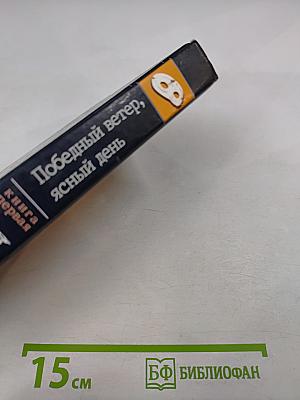 Победный ветер,
ясный день
книга
первая
15 см
БФ БИБЛИОФАН